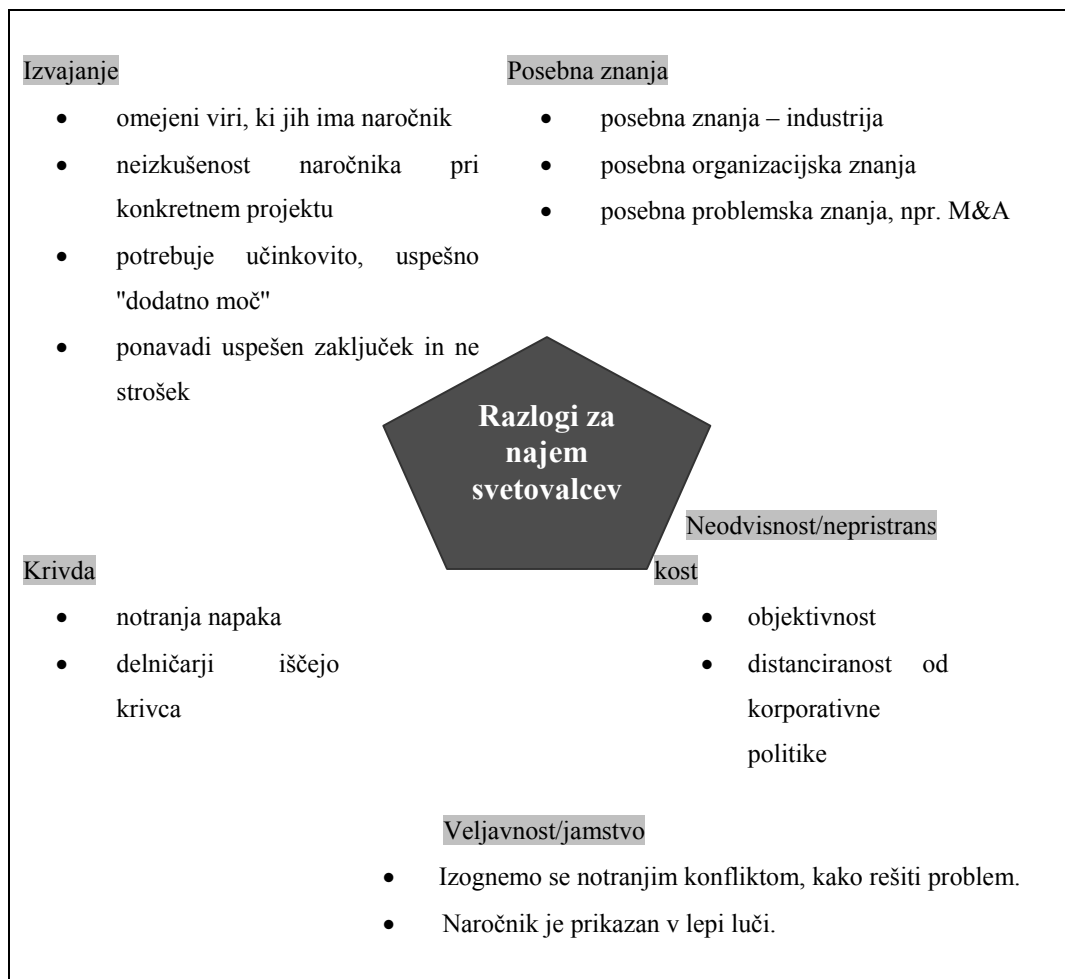 Izvajanje
omejeni viri, ki jih ima naročnik
neizkušenost naročnika pri
konkretnem projektu
potrebuje učinkovito, uspešno
"dodatno moč"
ponavadi uspešen zaključek in ne
strošek
Posebna znanja
posebna znanja – industrija
posebna organizacijska znanja
posebna problemska znanja, npr. M&A
Razlogi za
najem
svetovalcev
Krivda
notranja napaka
delničarji iščejo
krivca
Neodvisnost/nepristrans
kost
objektivnost
distanciranost od
korporativne
politike
Veljavnost/jamstvo
Izognemo se notranjim konfliktom, kako rešiti problem.
Naročnik je prikazan v lepi luči.